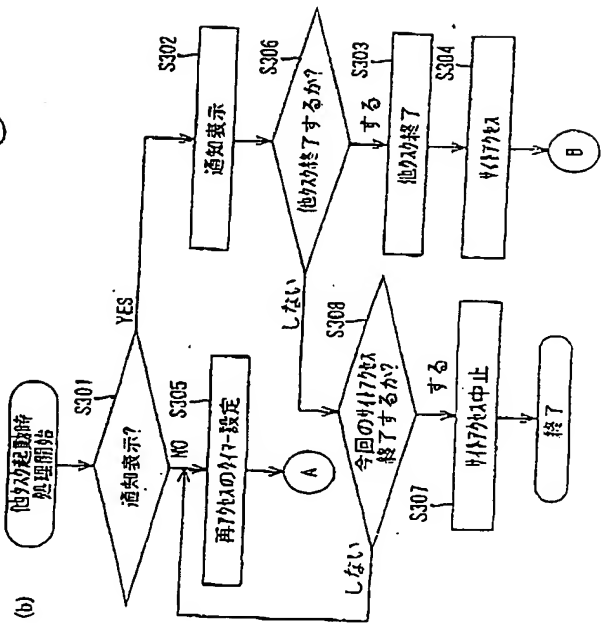 (b)
他タスク起動時
処理開始
S301
通知表示?
YES
NO
S302
通知表示
S306
他タスク終了するか?
する
しない
S303
他タスク終了
S304
サイトアクセス
B
S305
再アクセスのタイマー設定
A
S308
今回のサイトアクセス
終了するか?
しない
する
S307
サイトアクセス中止
終了